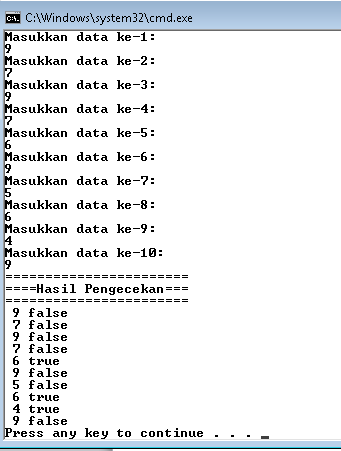 C:\Windows\system32\cmd.exe
Masukkan data ke-1:
9
Masukkan data ke-2:
7
Masukkan data ke-3:
9
Masukkan data ke-4:
7
Masukkan data ke-5:
6
Masukkan data ke-6:
9
Masukkan data ke-7:
5
Masukkan data ke-8:
6
Masukkan data ke-9:
4
Masukkan data ke-10:
9
=======================
====Hasil Pengecekan===
=======================
9 false
7 false
9 false
7 false
6 true
9 false
5 false
6 true
4 true
9 false
Press any key to continue . . . _